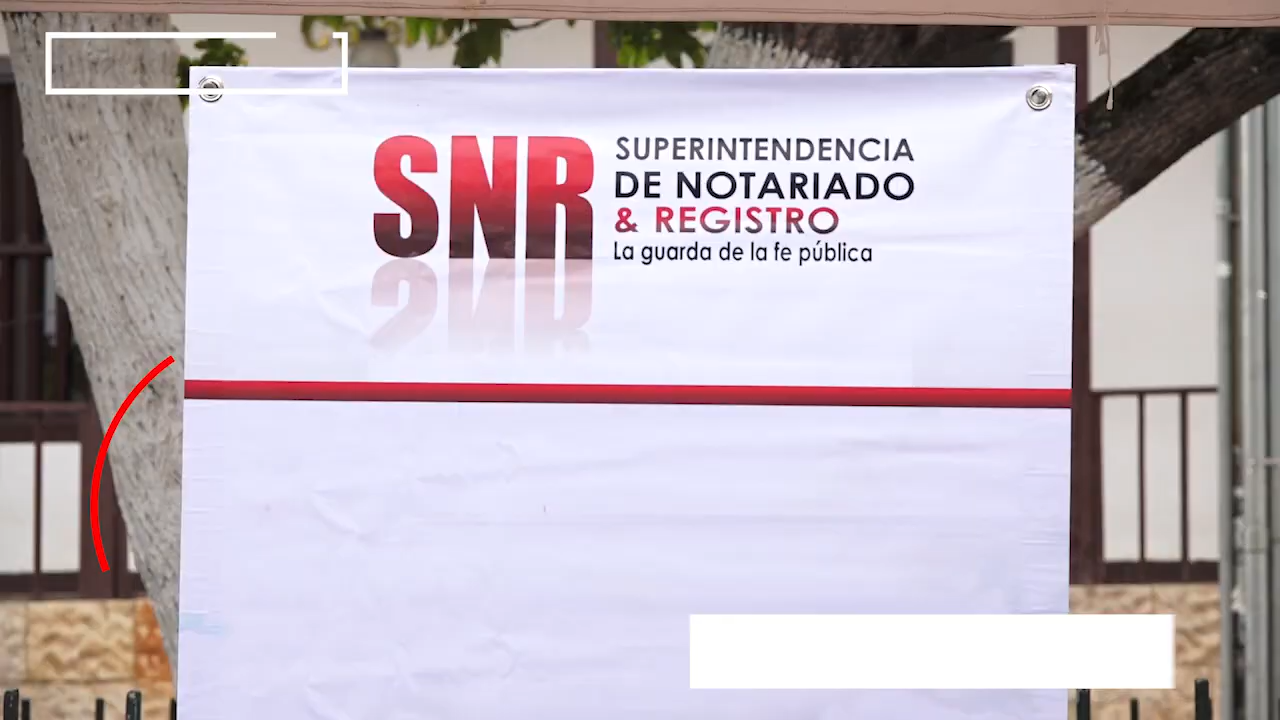 SNR
SUPERINTENDENCIA
DE NOTARIADO
& REGISTRO
La guarda de la fe pública